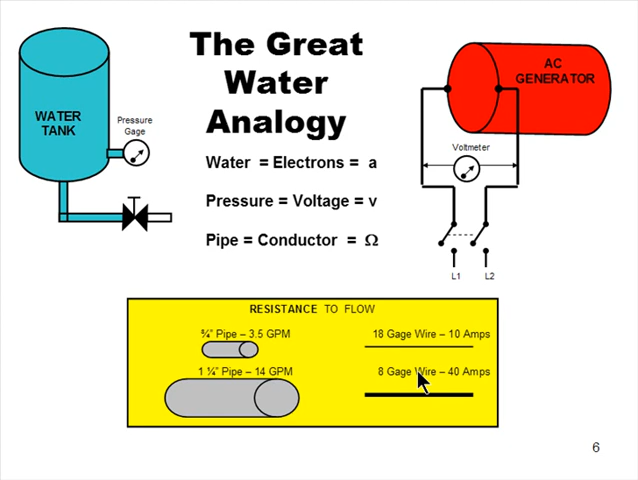 The Great
Water
Analogy
WATER
TANK
Pressure
Gage
AC
GENERATOR
Voltmeter
Water = Electrons = a
Pressure = Voltage = v
Pipe = Conductor = Ω
L1 L2
RESISTANCE TO FLOW
¾" Pipe – 3.5 GPM
18 Gage Wire – 10 Amps
1 ¼" Pipe – 14 GPM
8 Gage Wire – 40 Amps
6